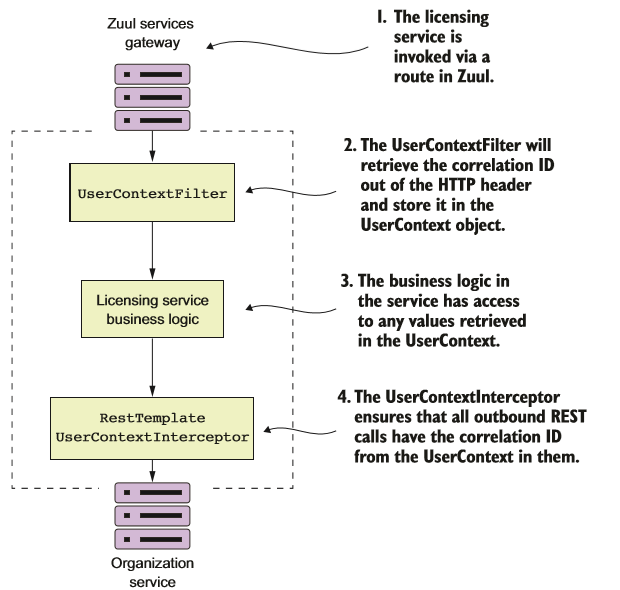 Zuul services
gateway
1. The licensing
service is
invoked via a
route in Zuul.
UserContextFilter
2. The UserContextFilter will
retrieve the correlation ID
out of the HTTP header
and store it in the
UserContext object.
Licensing service
business logic
3. The business logic in
the service has access
to any values retrieved
in the UserContext.
RestTemplate
UserContextInterceptor
4. The UserContextInterceptor
ensures that all outbound REST
calls have the correlation ID
from the UserContext in them.
Organization
service